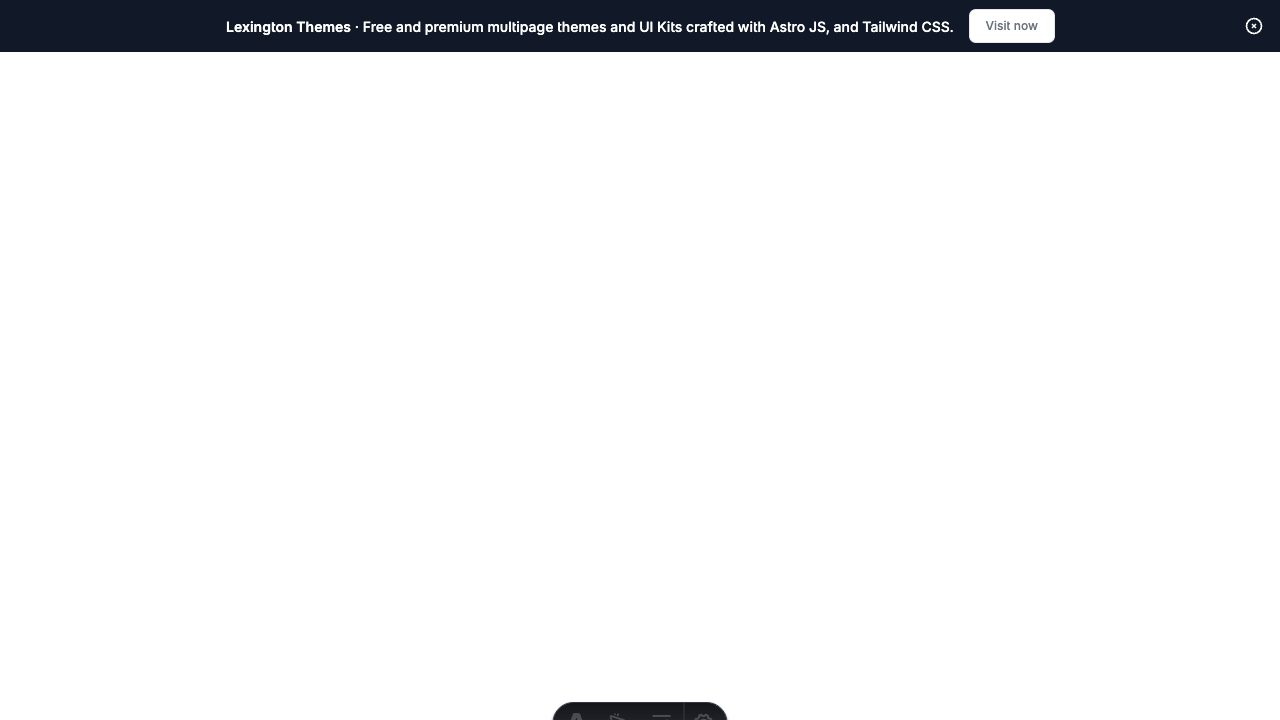 Lexington Themes · Free and premium multipage themes and UI Kits crafted with Astro JS, and Tailwind CSS.
Visit now